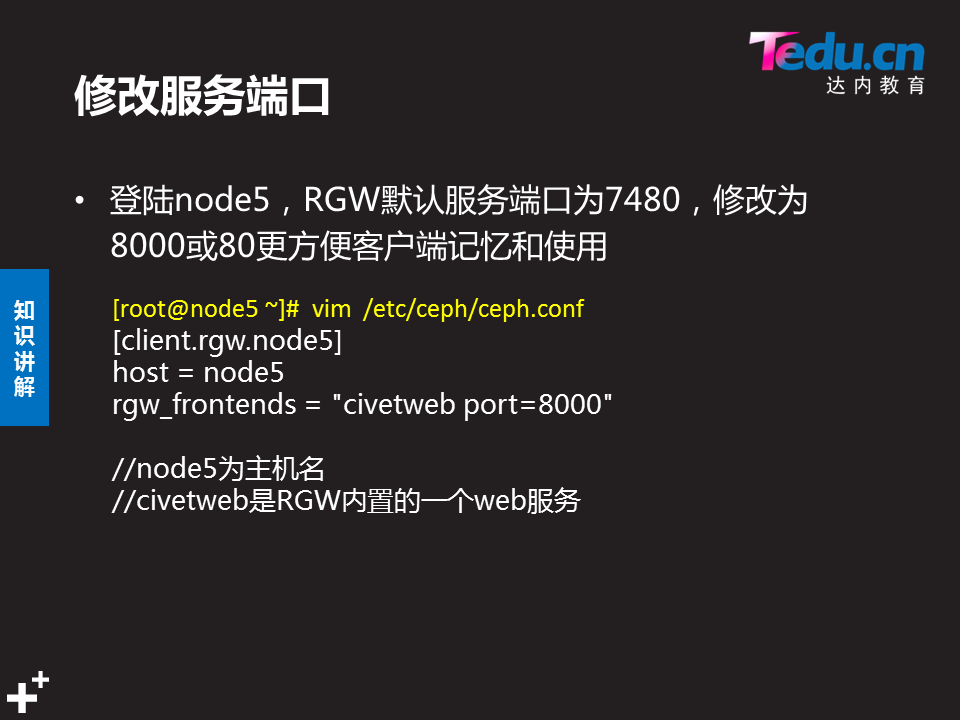 Tedu.cn
达内教育
修改服务端口
• 登陆node5，RGW默认服务端口为7480，修改为
8000或80更方便客户端记忆和使用
知识讲解
[root@node5 ~]# vim /etc/ceph/ceph.conf
[client.rgw.node5]
host = node5
rgw_frontends = "civetweb port=8000"
//node5为主机名
//civetweb是RGW内置的一个web服务